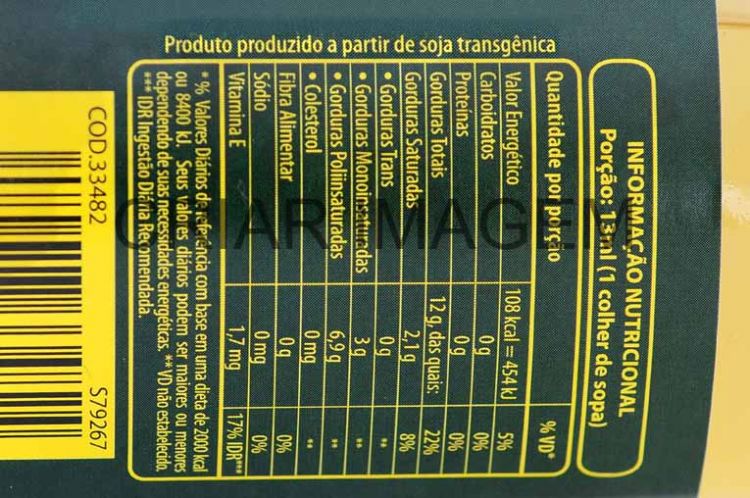 Produto produzido a partir de soja transgênica
INFORMAÇÃO NUTRICIONAL
Porção: 13ml (1 colher de sopa)
Quantidade por porção % VD*
Valor Energético 108 kcal = 454 kJ 5%
Carboidratos 0 g 0%
Proteínas 0 g 0%
Gorduras Totais 12 g, das quais: 22%
Gorduras Saturadas 2,1 g 8%
• Gorduras Trans 0 g **
• Gorduras Monoinsaturadas 3 g **
• Gorduras Poliinsaturadas 6,9 g **
• Colesterol 0 mg **
Fibra Alimentar 0 g 0%
Sódio 0 mg 0%
Vitamina E 1,7 mg 17% IDR***
* % Valores Diários de referência com base em uma dieta de 2000 kcal
ou 8400 kJ. Seus valores diários podem ser maiores ou menores
dependendo de suas necessidades energéticas. **VD não estabelecido.
*** IDR Ingestão Diária Recomendada.
COD.33482 S79267
CRIAR IMAGEM